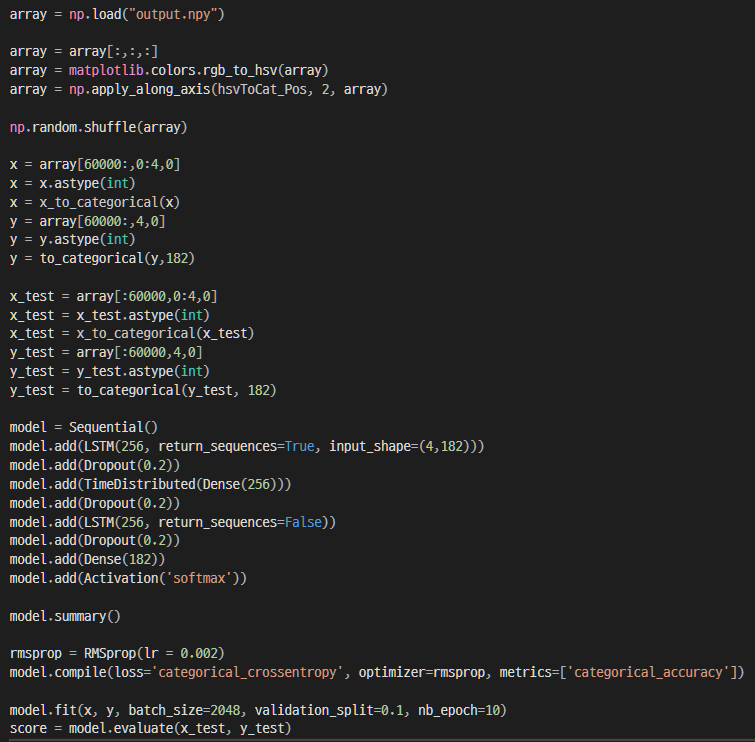 array = np.load("output.npy")
array = array[:,:,:]
array = matplotlib.colors.rgb_to_hsv(array)
array = np.apply_along_axis(hsvToCat_Pos, 2, array)
np.random.shuffle(array)
x = array[60000:,0:4,0]
x = x.astype(int)
x = x_to_categorical(x)
y = array[60000:,4,0]
y = y.astype(int)
y = to_categorical(y,182)
x_test = array[:60000,0:4,0]
x_test = x_test.astype(int)
x_test = x_to_categorical(x_test)
y_test = array[:60000,4,0]
y_test = y_test.astype(int)
y_test = to_categorical(y_test, 182)
model = Sequential()
model.add(LSTM(256, return_sequences=True, input_shape=(4,182)))
model.add(Dropout(0.2))
model.add(TimeDistributed(Dense(256)))
model.add(Dropout(0.2))
model.add(LSTM(256, return_sequences=False))
model.add(Dropout(0.2))
model.add(Dense(182))
model.add(Activation('softmax'))
model.summary()
rmsprop = RMSprop(lr = 0.002)
model.compile(loss='categorical_crossentropy', optimizer=rmsprop, metrics=['categorical_accuracy'])
model.fit(x, y, batch_size=2048, validation_split=0.1, nb_epoch=10)
score = model.evaluate(x_test, y_test)